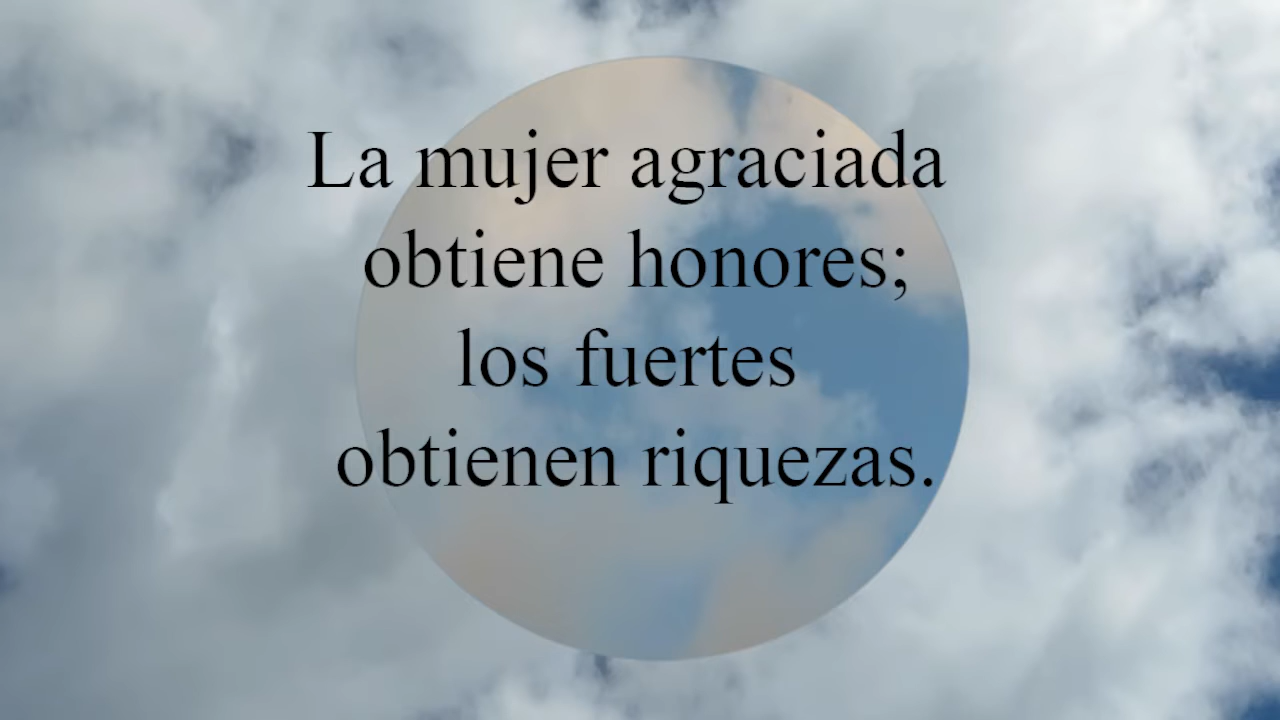 La mujer agraciada
obtiene honores;
los fuertes
obtienen riquezas.